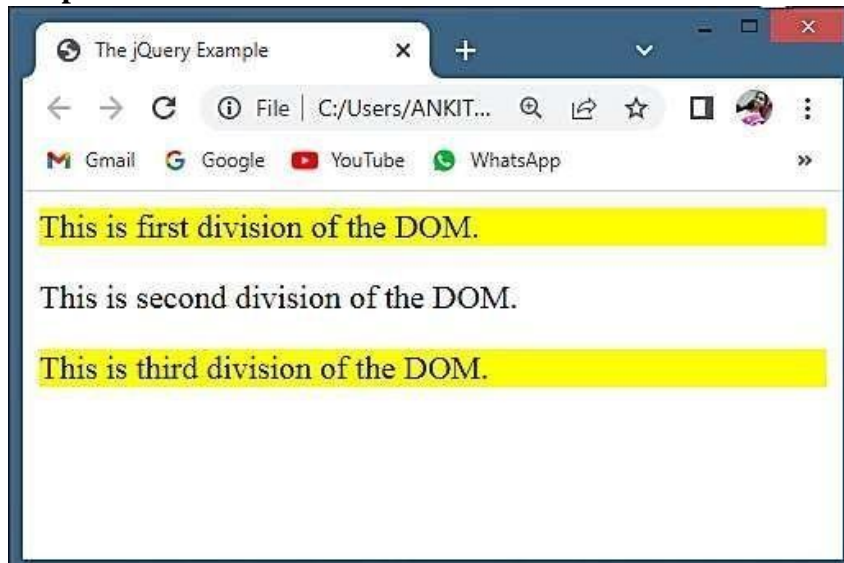 The jQuery Example
File | C:/Users/ANKIT...
Gmail Google YouTube WhatsApp
This is first division of the DOM.
This is second division of the DOM.
This is third division of the DOM.